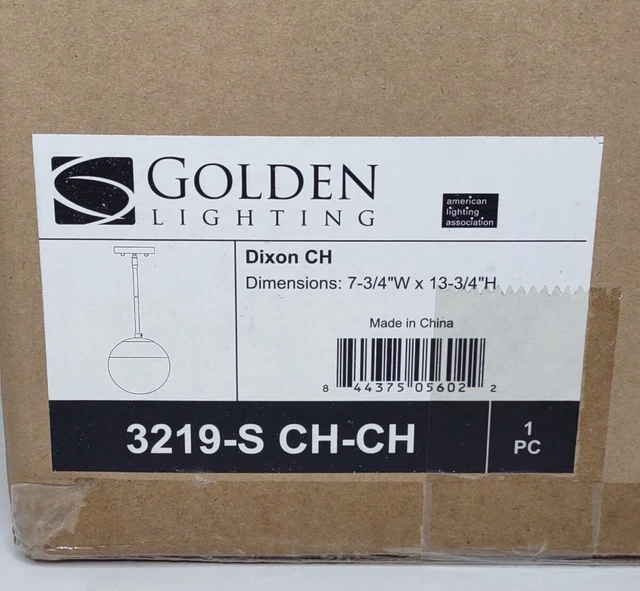 GOLDEN
LIGHTING
american
lighting
association
Dixon CH
Dimensions: 7-3/4"W x 13-3/4"H
Made in China
8 44375 05602 2
3219-S CH-CH
1
PC